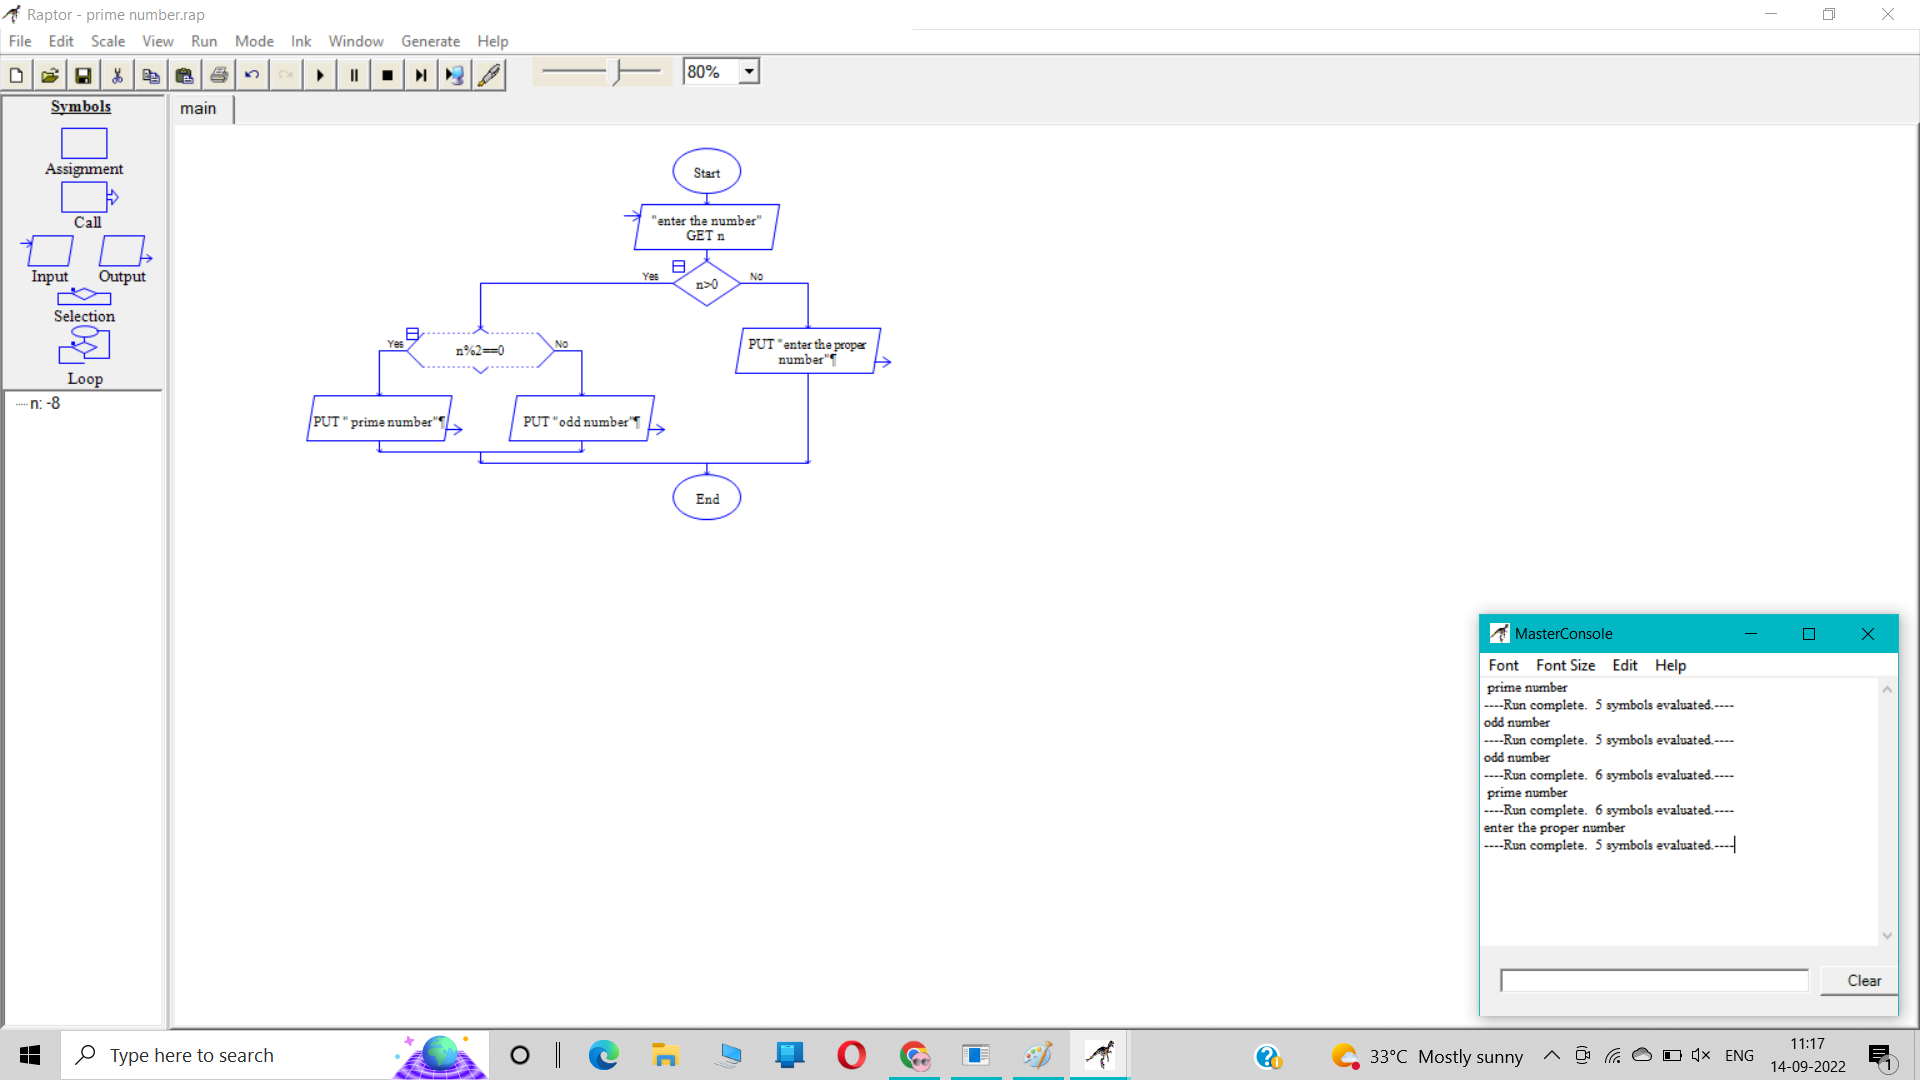 Raptor - prime number.rap
File Edit Scale View Run Mode Ink Window Generate Help
80%
Symbols
Assignment
Call
Input Output
Selection
Loop
n: -8
main
Start
"enter the number"
GET n
Yes No
n>0
Yes No
n%2==0
PUT "enter the proper
number"¶
PUT " prime number"¶
PUT "odd number"¶
End
MasterConsole
Font Font Size Edit Help
prime number
----Run complete. 5 symbols evaluated.----
odd number
----Run complete. 5 symbols evaluated.----
odd number
----Run complete. 6 symbols evaluated.----
prime number
----Run complete. 6 symbols evaluated.----
enter the proper number
----Run complete. 5 symbols evaluated.----
Clear
Type here to search
33°C Mostly sunny
ENG
11:17
14-09-2022
1